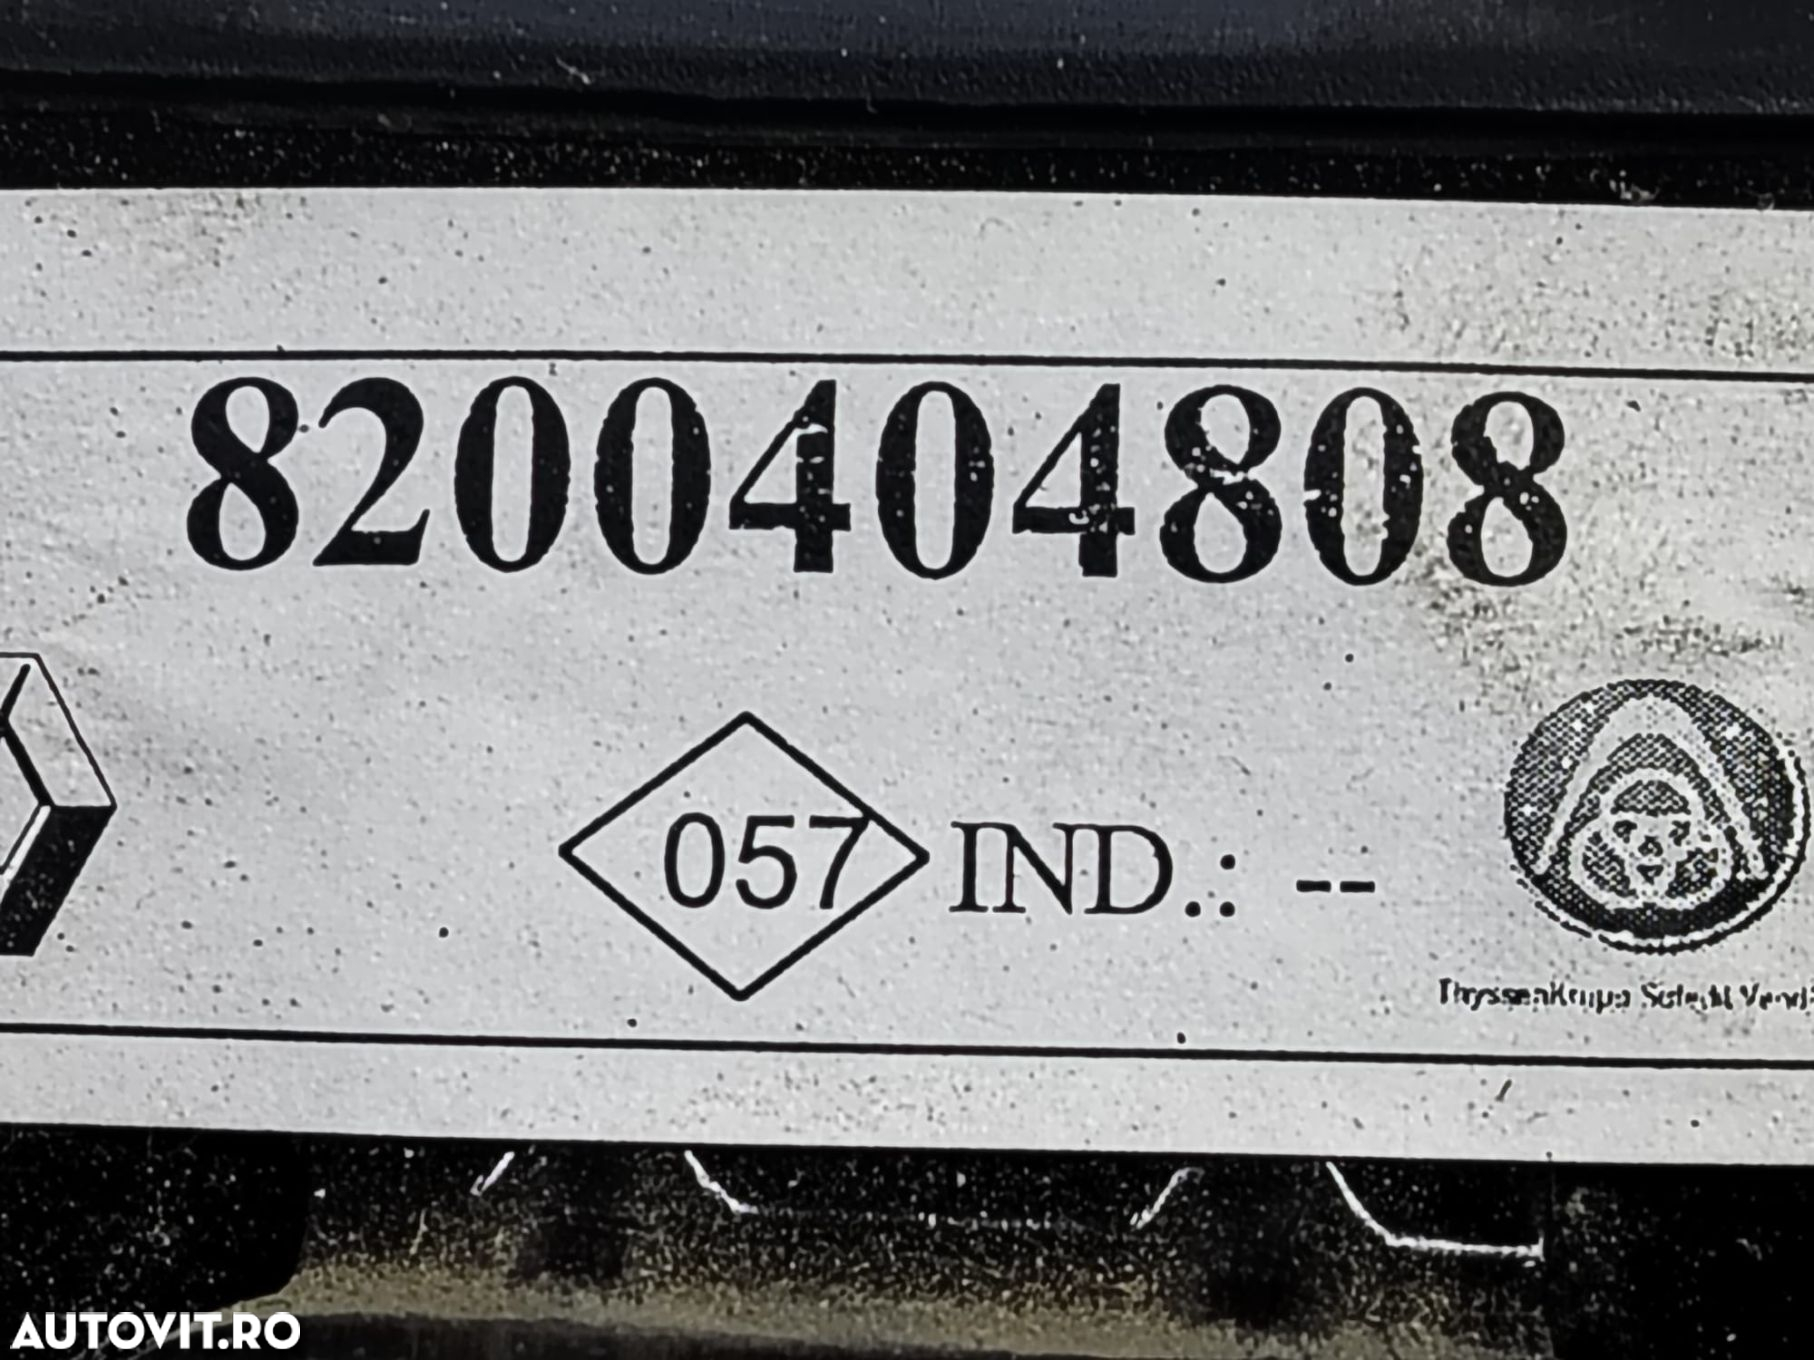 8200404808
057 IND.: --
AUTOVIT.RO